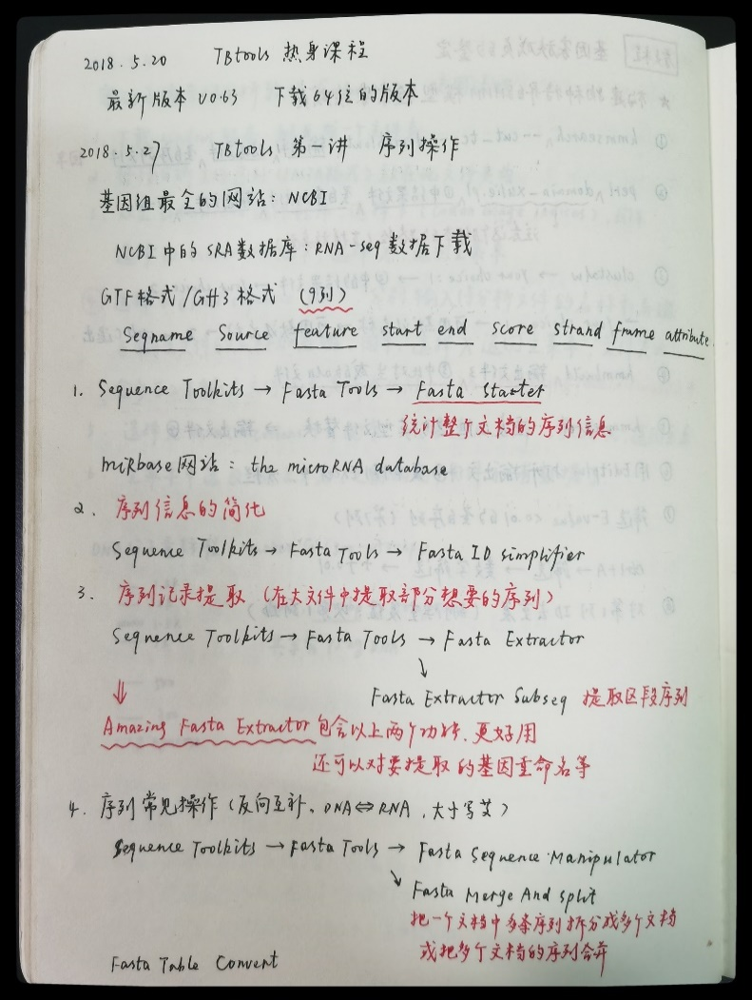 2018.5.20 TBtools 热身课程
最新版本 V0.63 下载64位的版本
2018.5.27 TBtools 第一讲 序列操作
基因组最全的网站：NCBI
NCBI中的SRA数据库：RNA-seq数据下载
GTF格式/Gff3格式 (9列)
Seqname Source feature start end score strand frame attribute.
1. Sequence Toolkits → Fasta Tools → Fasta Stater
统计整个文档的序列信息
miRbase网站：the microRNA database
2. 序列信息的简化
Sequence Toolkits → Fasta Tools → Fasta ID simplifier
3. 序列记录提取 (在大文件中提取部分想要的序列)
Sequence Toolkits → Fasta Tools → Fasta Extractor
↓ ⇓
Fasta Extractor Subseq 提取区段序列
Amazing Fasta Extractor 包含以上两个功能、更好用
还可以对要提取的基因重命名等
4. 序列常见操作 (反向互补、DNA⇔RNA、大小写等)
Sequence Toolkits → Fasta Tools → Fasta Sequence Manipulator
↘ Fasta Merge And split
把一个文档中多条序列拆分成多个文档
或把多个文档的序列合并
Fasta Table Convert